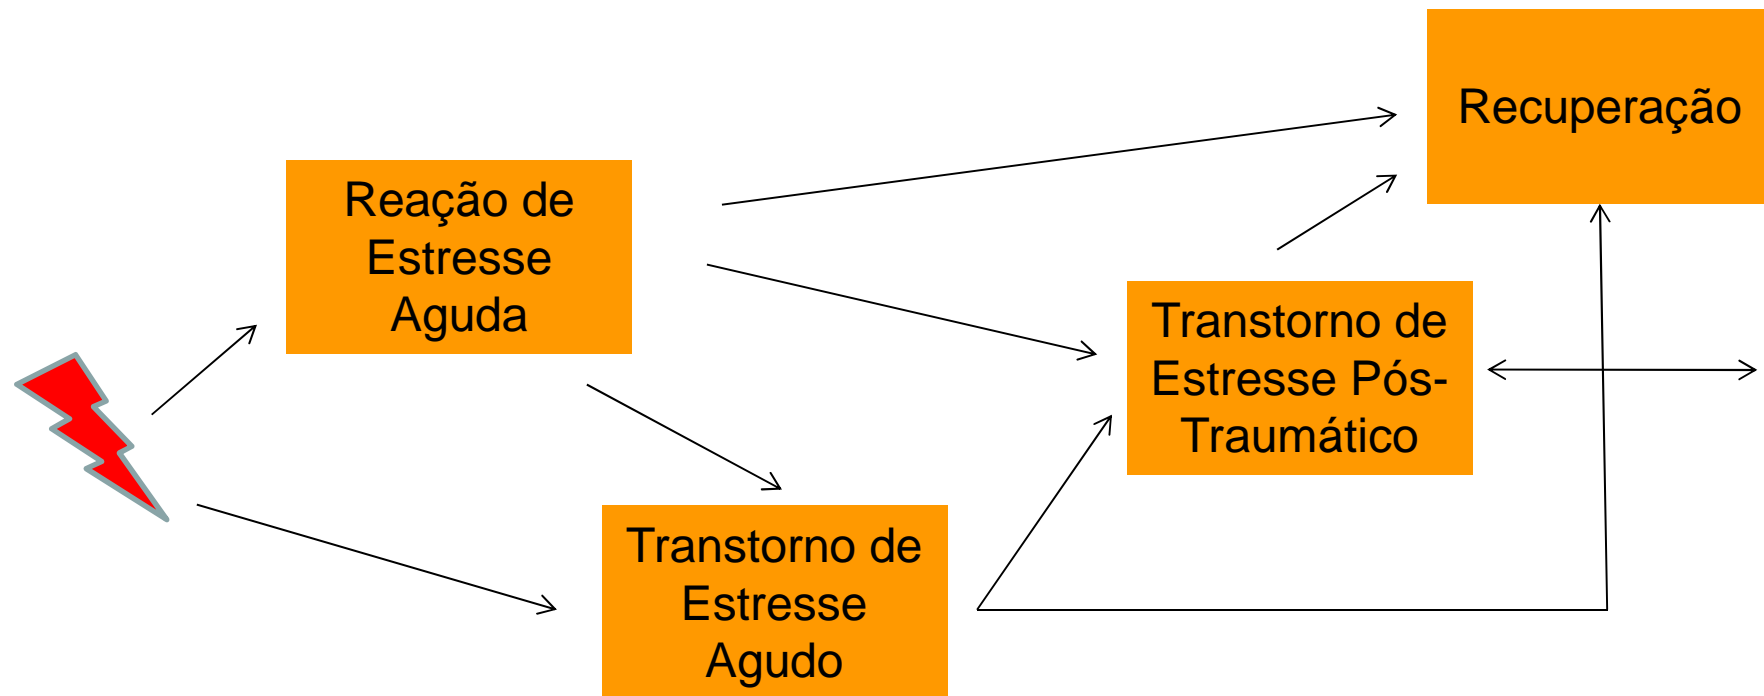 Recuperação
Reação de
Estresse
Aguda
Transtorno de
Estresse Pós-
Traumático
Transtorno de
Estresse
Agudo